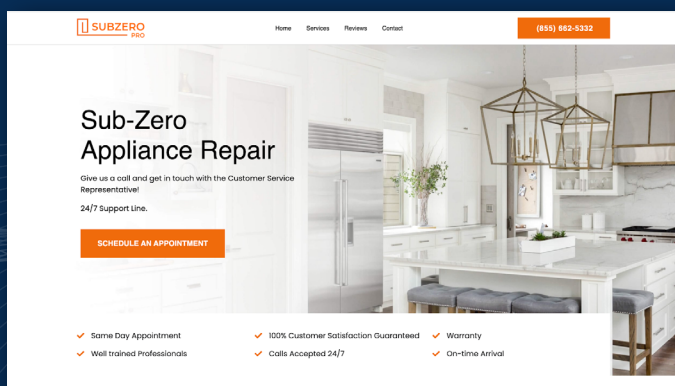 SUBZERO
PRO
Home Services Reviews Contact
(855) 662-5332
Sub-Zero
Appliance Repair
Give us a call and get in touch with the Customer Service
Representative!
24/7 Support Line.
SCHEDULE AN APPOINTMENT
Same Day Appointment
100% Customer Satisfaction Guaranteed
Warranty
Well trained Professionals
Calls Accepted 24/7
On-time Arrival